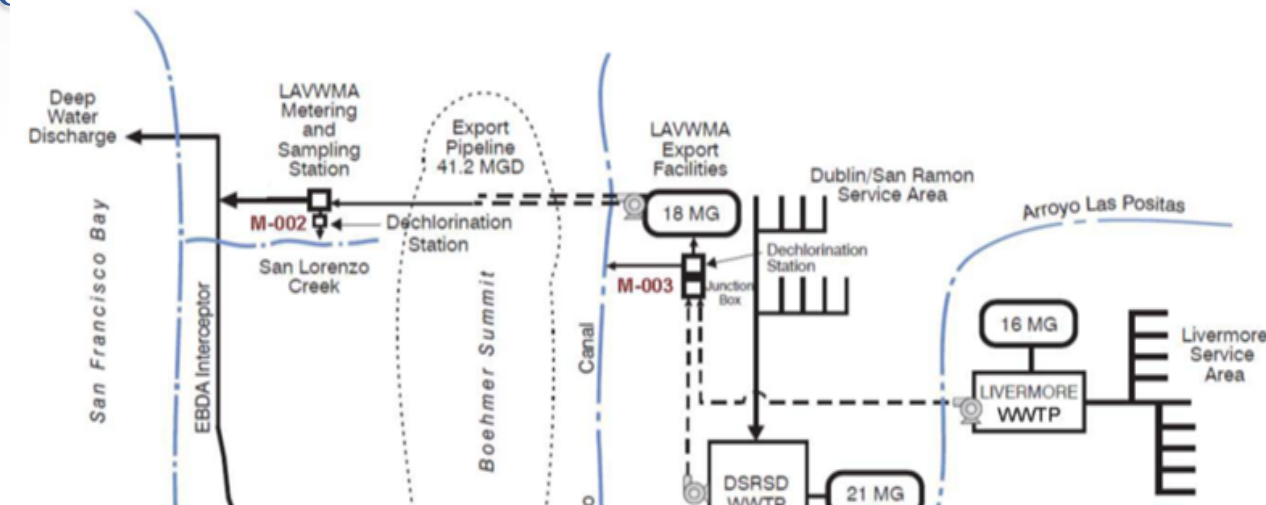 Deep
Water
Discharge
LAVWMA
Metering
and
Sampling
Station
M-002
Dechlorination
Station
San Lorenzo
Creek
San Francisco Bay
EBDA Interceptor
Export
Pipeline
41.2 MGD
Boehmer Summit
Canal
LAVWMA
Export
Facilities
18 MG
Dublin/San Ramon
Service Area
Dechlorination
Station
M-003
Junction
Box
Arroyo Las Positas
16 MG
LIVERMORE
WWTP
Livermore
Service
Area
DSRSD
WWTP
21 MG